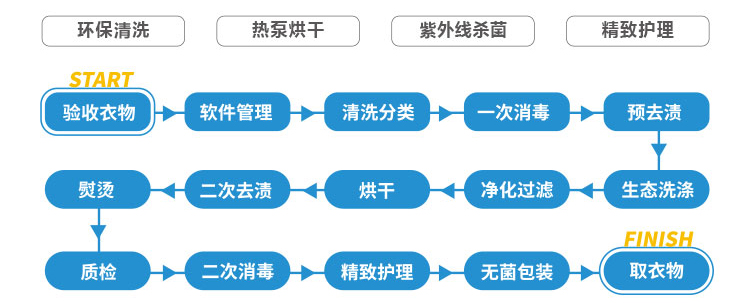 环保清洗
热泵烘干
紫外线杀菌
精致护理
START
验收衣物
软件管理
清洗分类
一次消毒
预去渍
生态洗涤
净化过滤
烘干
二次去渍
熨烫
质检
二次消毒
精致护理
无菌包装
FINISH
取衣物